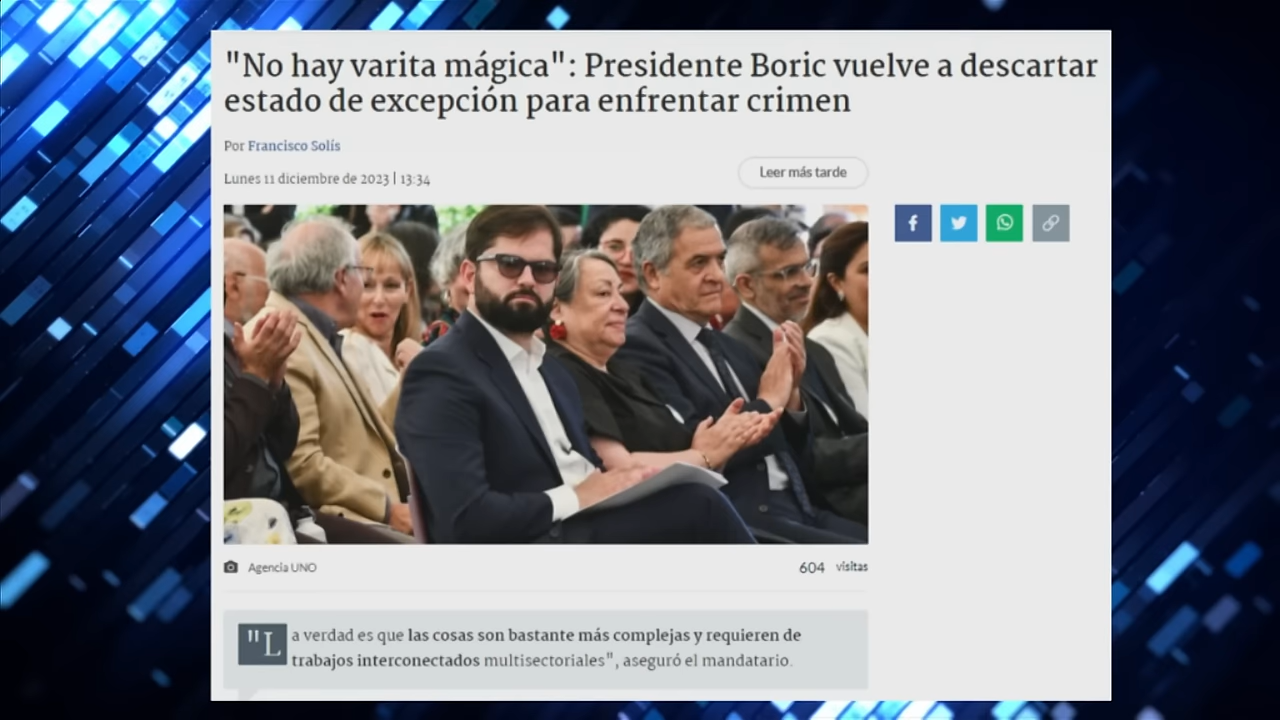 "No hay varita mágica": Presidente Boric vuelve a descartar
estado de excepción para enfrentar crimen
Por Francisco Solís
Lunes 11 diciembre de 2023 | 13:34
Leer más tarde
Agencia UNO
604 visitas
"La verdad es que las cosas son bastante más complejas y requieren de
trabajos interconectados multisectoriales", aseguró el mandatario.